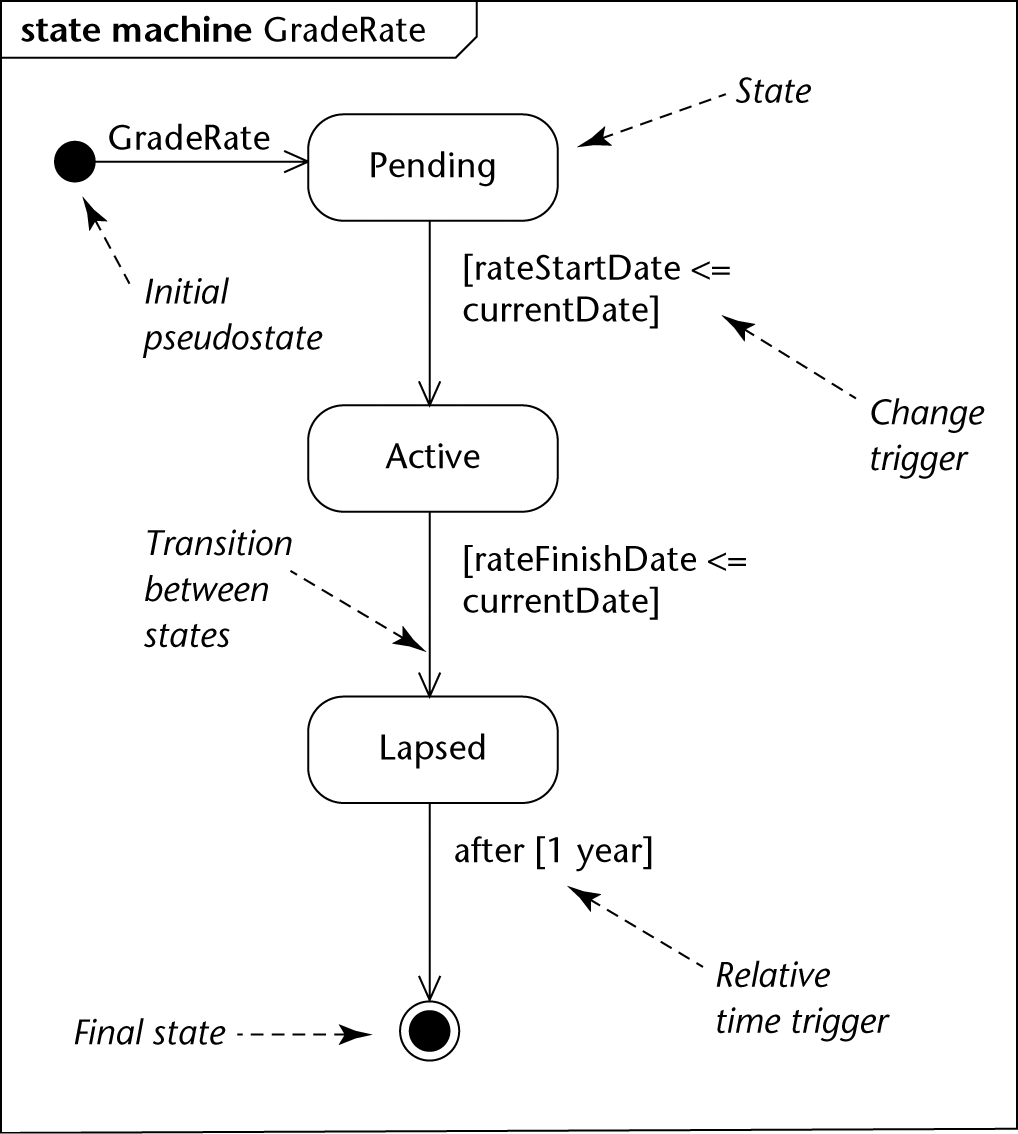 state machine GradeRate
State
GradeRate
Pending
Initial
pseudostate
[rateStartDate <=
currentDate]
Change
trigger
Active
Transition
between
states
[rateFinishDate <=
currentDate]
Lapsed
after [1 year]
Relative
time trigger
Final state